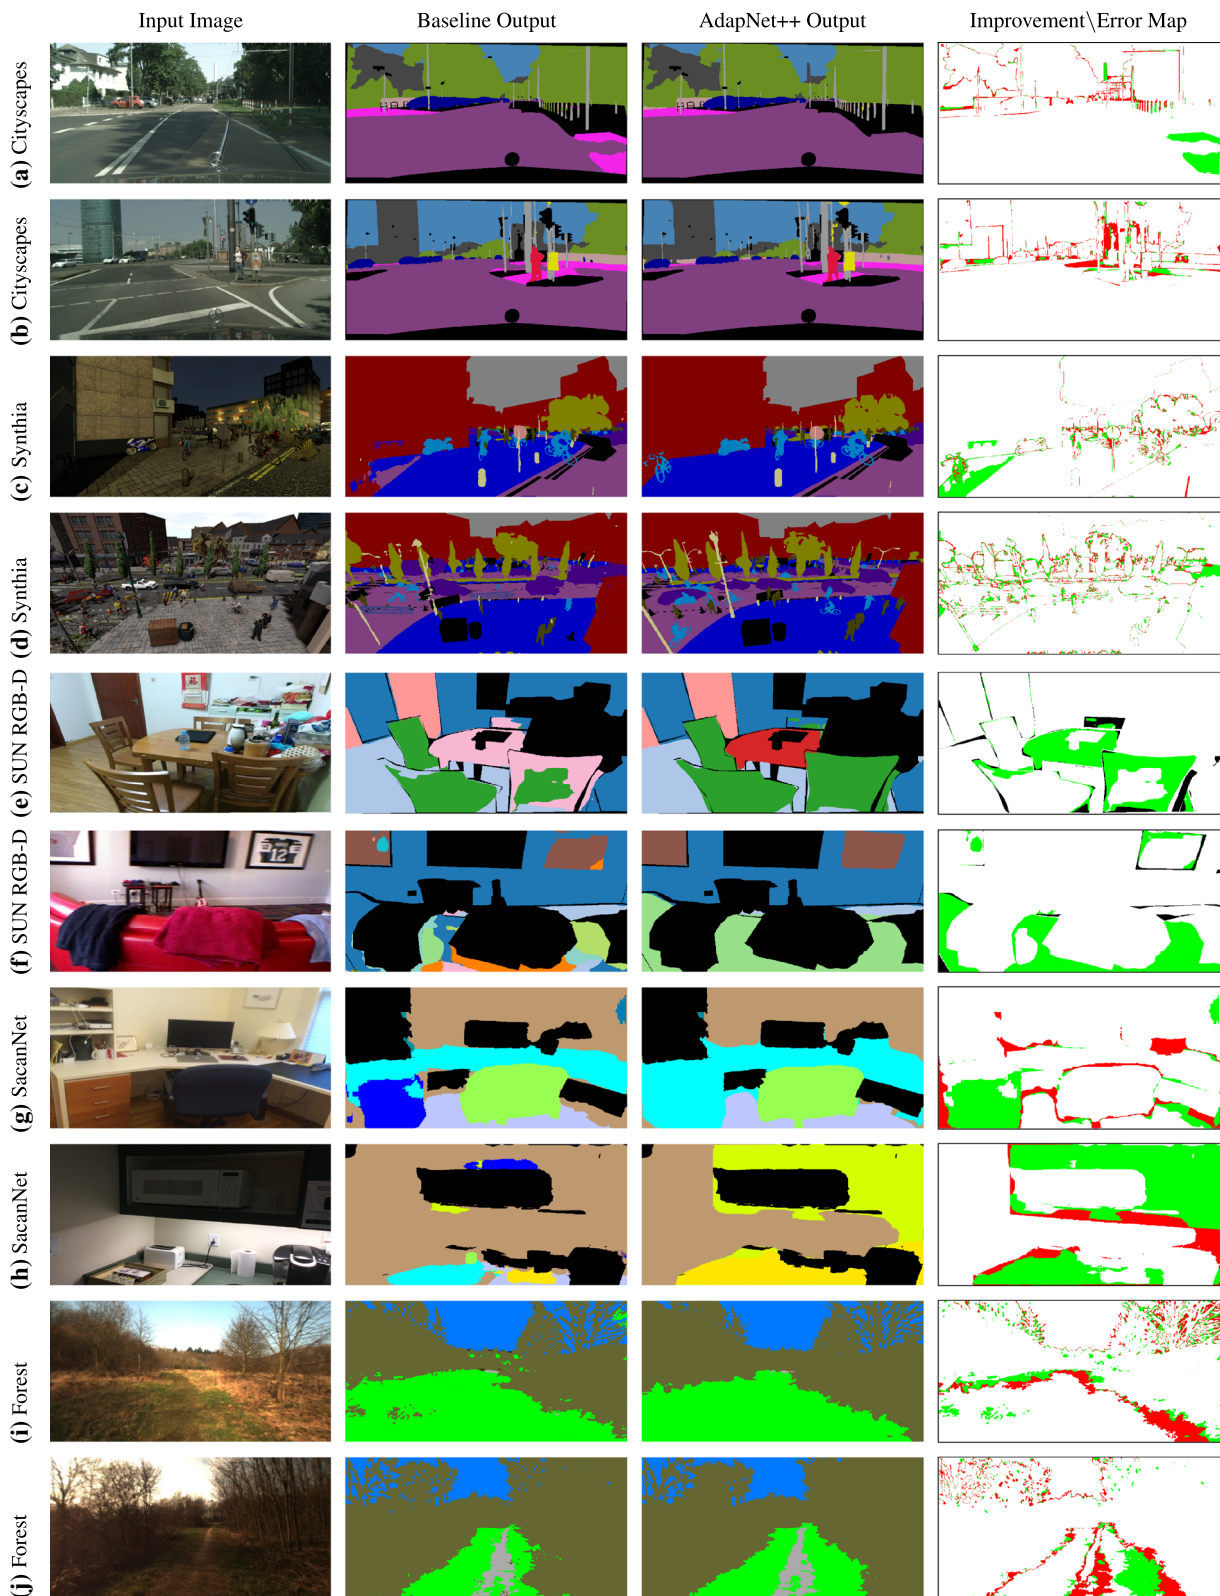 Input Image
Baseline Output
AdapNet++ Output
Improvement\Error Map
(a) Cityscapes
(b) Cityscapes
(c) Synthia
(d) Synthia
(e) SUN RGB-D
(f) SUN RGB-D
12
(g) SacanNet
(h) SacanNet
(i) Forest
(j) Forest